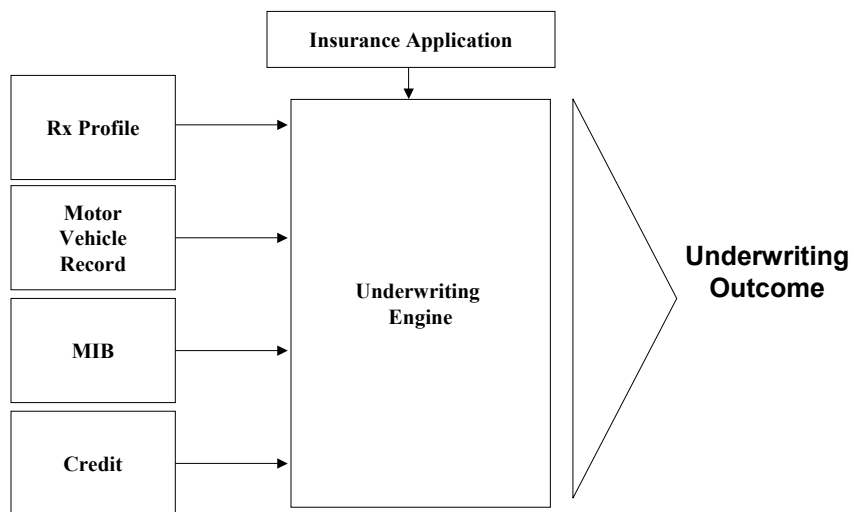 Insurance Application
Rx Profile
Motor
Vehicle
Record
MIB
Credit
Underwriting
Engine
Underwriting
Outcome